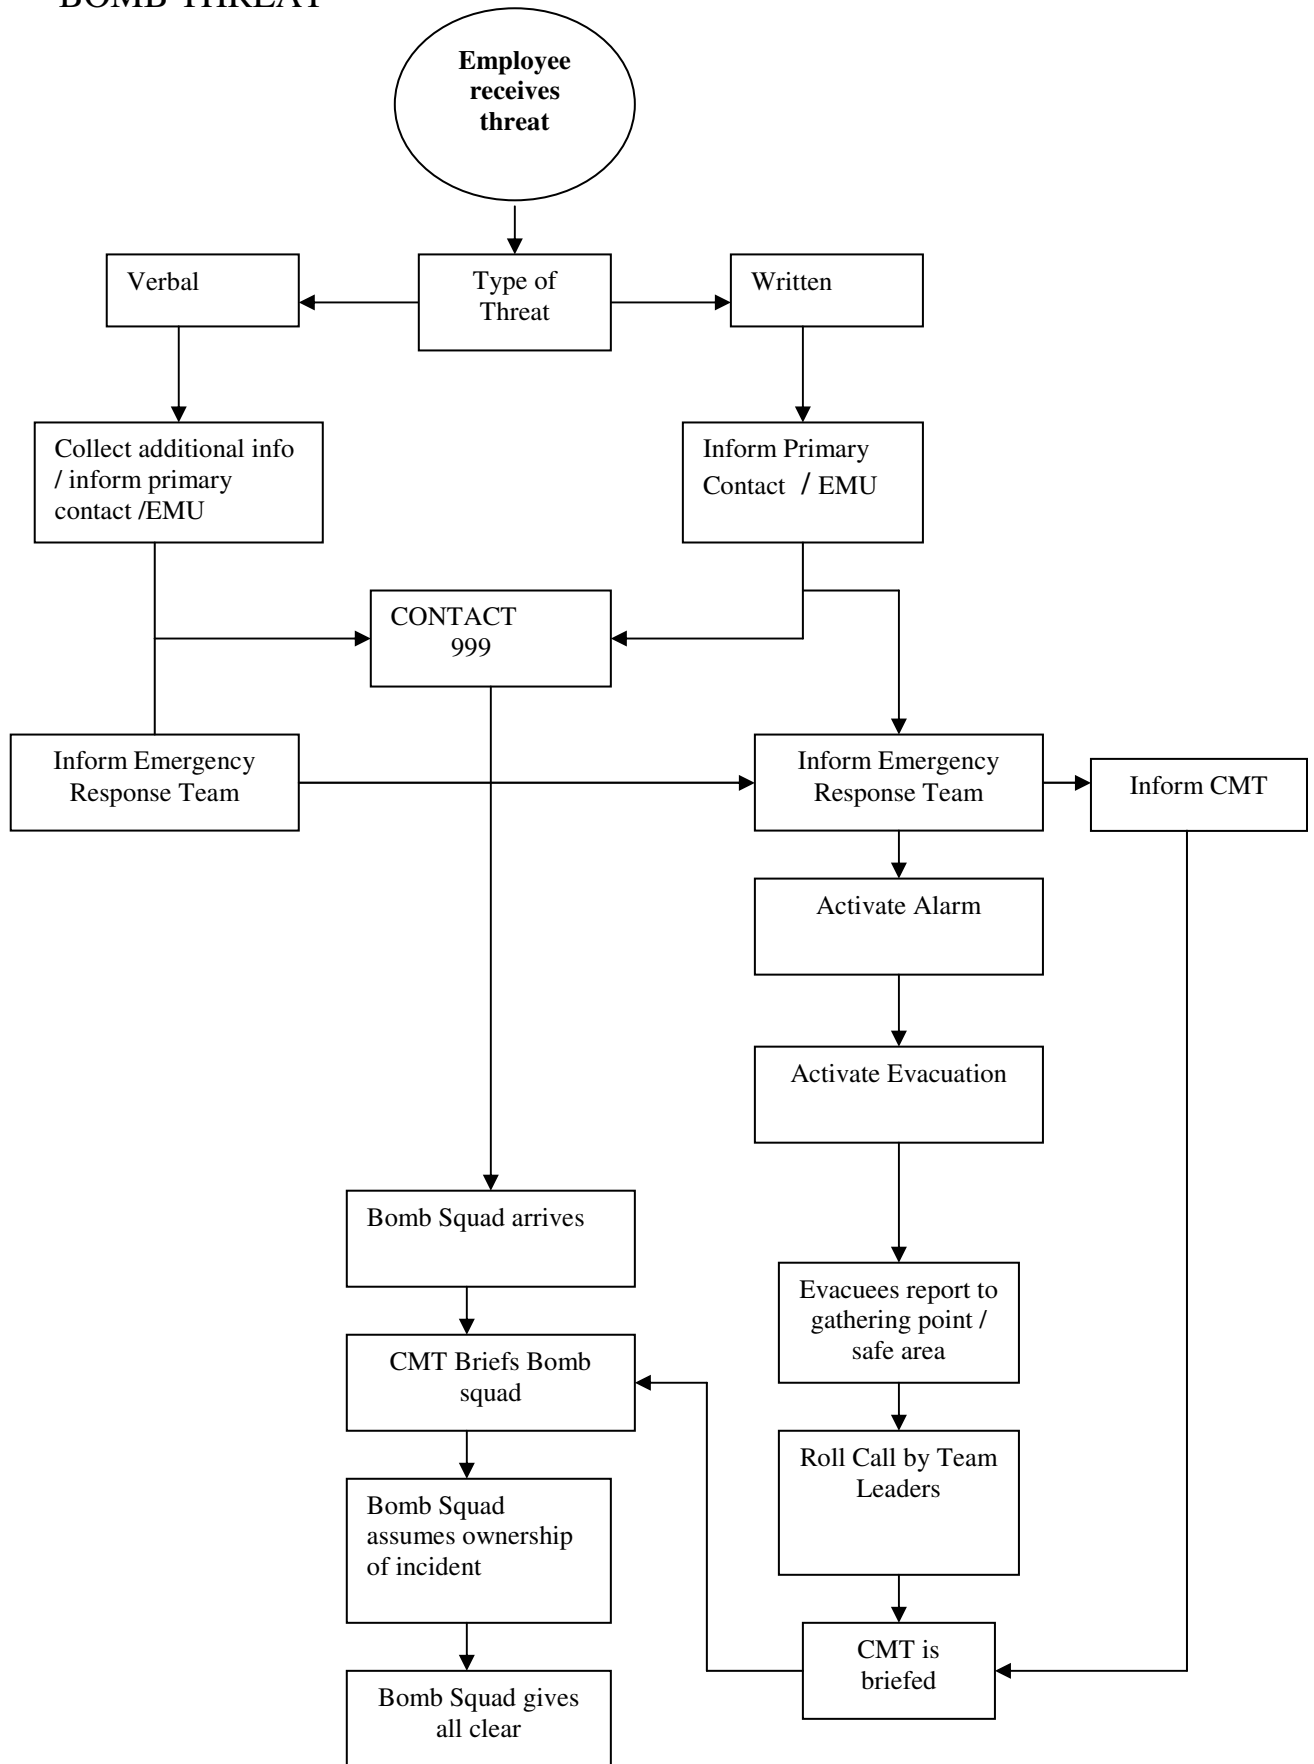 BOMB THREAT
Employee
receives
threat
Verbal
Type of
Threat
Written
Collect additional info
/ inform primary
contact /EMU
Inform Primary
Contact / EMU
CONTACT
999
Inform Emergency
Response Team
Inform Emergency
Response Team
Inform CMT
Activate Alarm
Activate Evacuation
Bomb Squad arrives
Evacuees report to
gathering point /
safe area
CMT Briefs Bomb
squad
Roll Call by Team
Leaders
Bomb Squad
assumes ownership
of incident
CMT is
briefed
Bomb Squad gives
all clear